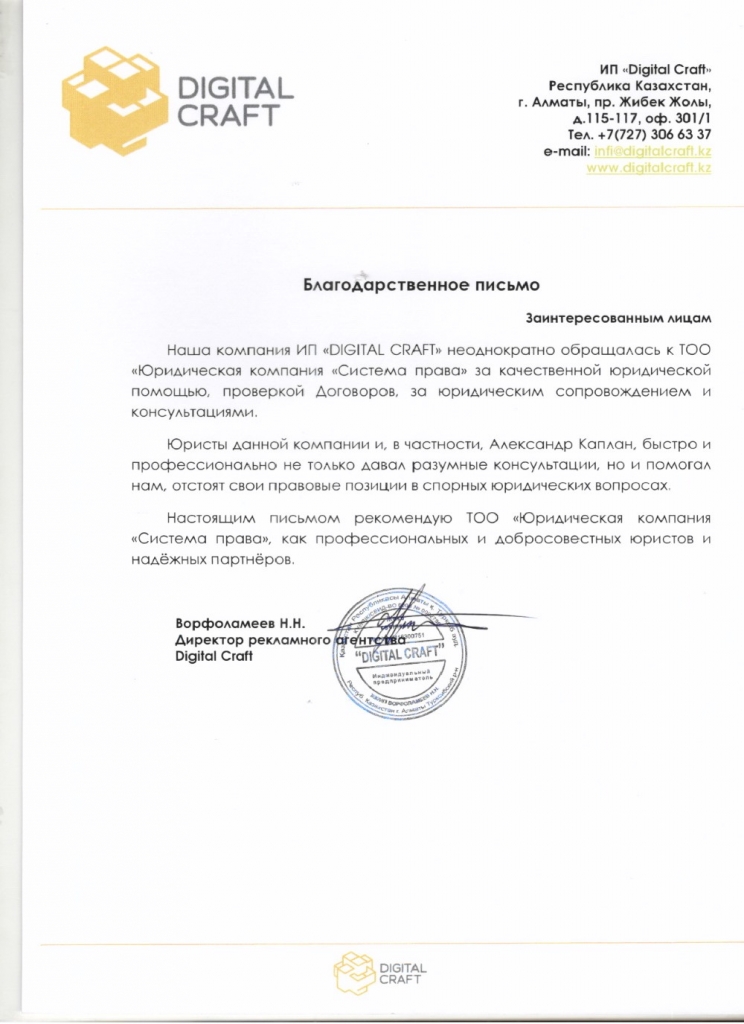 DIGITAL
CRAFT
ИП «Digital Craft»
Республика Казахстан,
г. Алматы, пр. Жибек Жолы,
д.115-117, оф. 301/1
Тел. +7(727) 306 63 37
e-mail: infi@digitalcraft.kz
www.digitalcraft.kz
Благодарственное письмо
Заинтересованным лицам
Наша компания ИП «DIGITAL CRAFT» неоднократно обращалась к ТОО
«Юридическая компания «Система права» за качественной юридической
помощью, проверкой Договоров, за юридическим сопровождением и
консультациями.
Юристы данной компании и, в частности, Александр Каплан, быстро и
профессионально не только давал разумные консультации, но и помогал
нам, отстоят свои правовые позиции в спорных юридических вопросах.
Настоящим письмом рекомендую ТОО «Юридическая компания
«Система права», как профессиональных и добросовестных юристов и
надёжных партнёров.
Ворфоламеев Н.Н.
Директор рекламного агентства
Digital Craft
"DIGITAL CRAFT"
Индивидуальный
предприниматель
DIGITAL
CRAFT